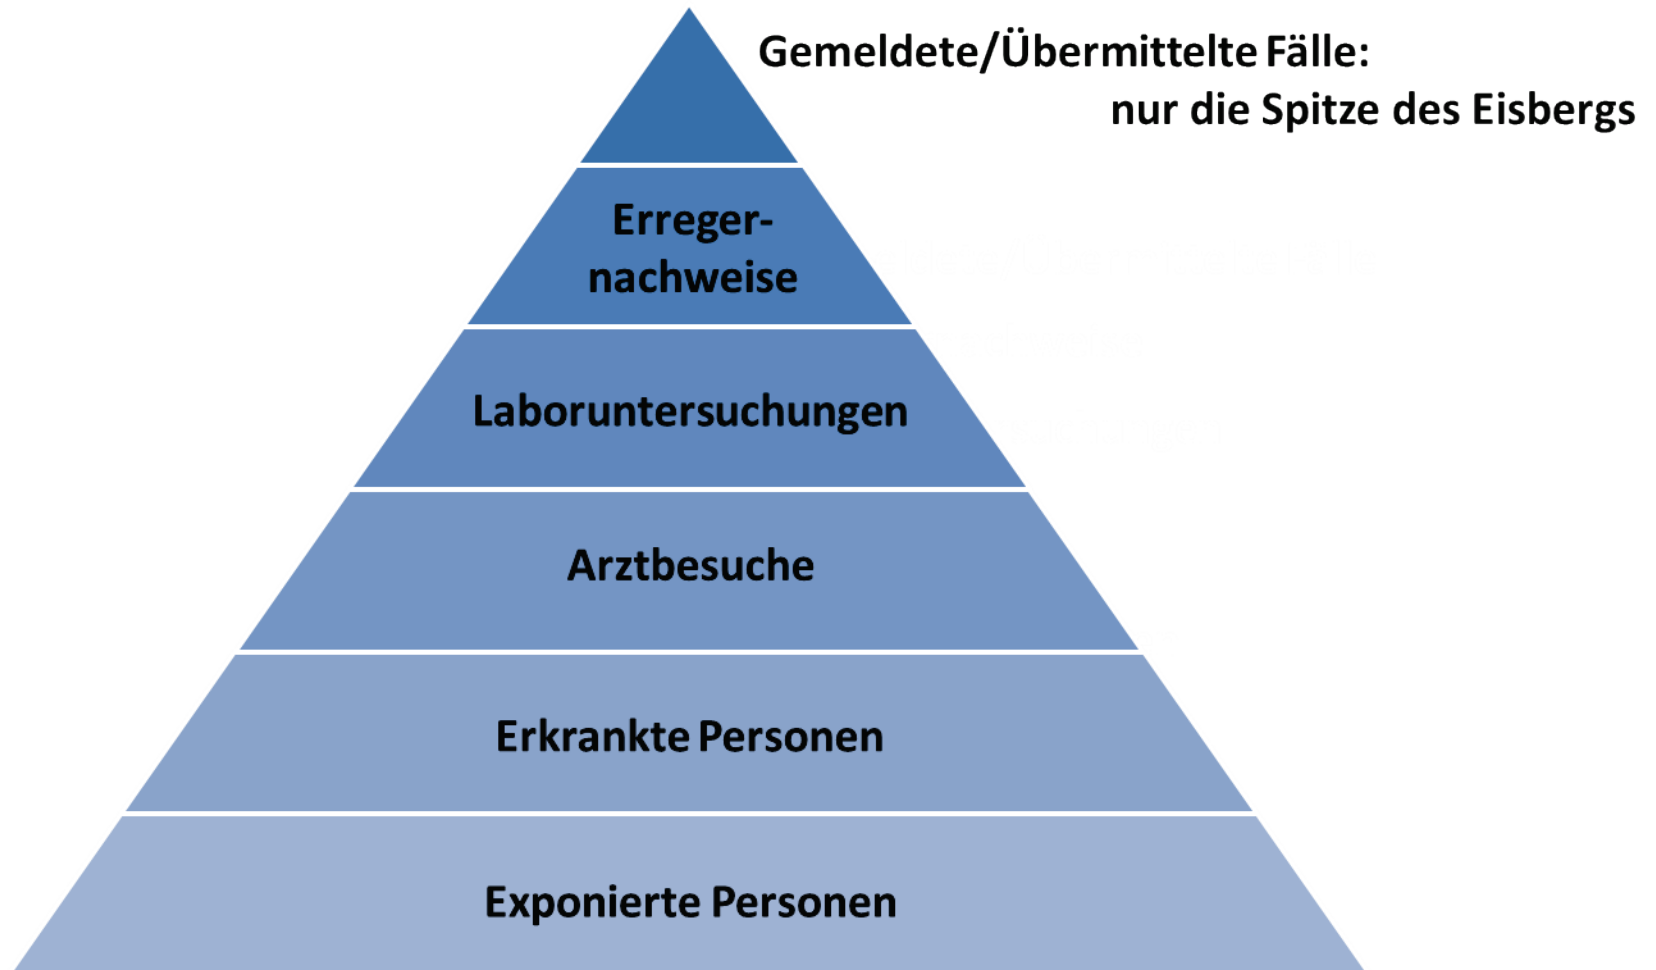 Gemeldete/Übermittelte Fälle:
nur die Spitze des Eisbergs
Erreger-
nachweise
Laboruntersuchungen
Arztbesuche
Erkrankte Personen
Exponierte Personen